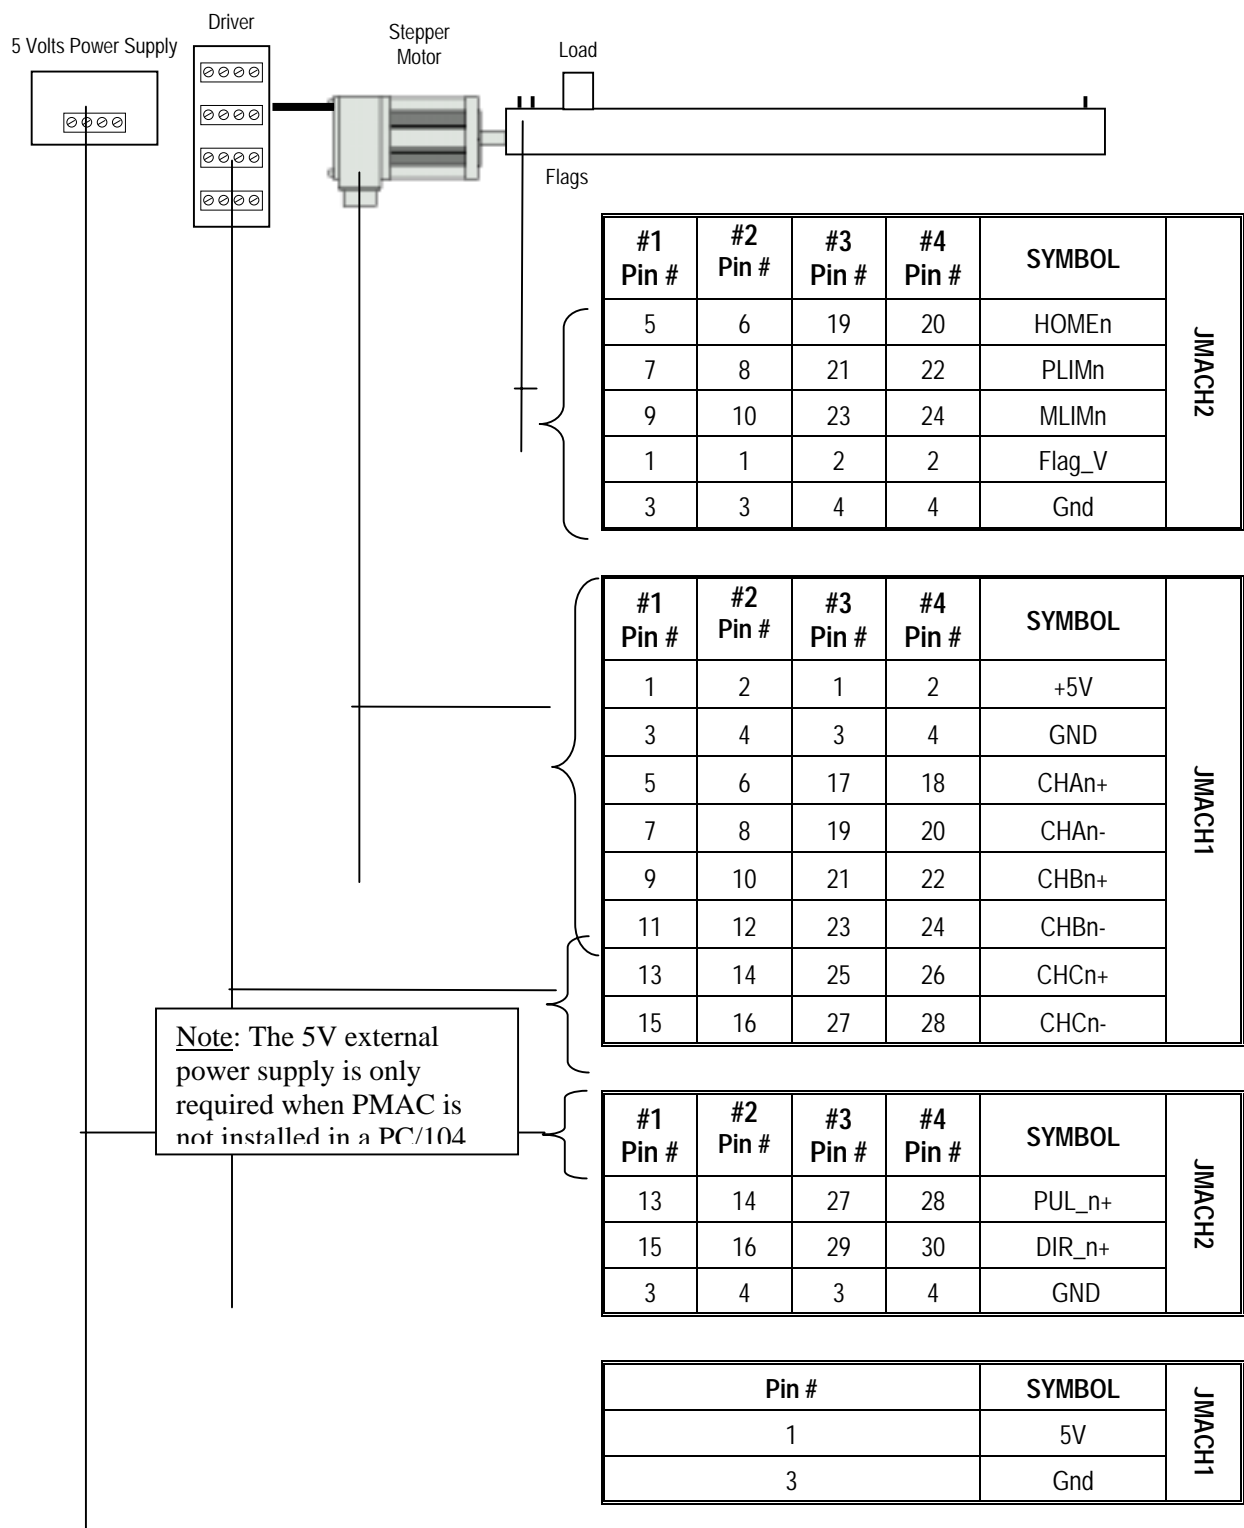 Driver
5 Volts Power Supply
Stepper
Motor
Load
Flags
#1 Pin # #2 Pin # #3 Pin # #4 Pin # SYMBOL
5 6 19 20 HOMEn
7 8 21 22 PLIMn
9 10 23 24 MLIMn
1 1 2 2 Flag_V
3 3 4 4 Gnd
JMACH2
#1 Pin # #2 Pin # #3 Pin # #4 Pin # SYMBOL
1 2 1 2 +5V
3 4 3 4 GND
5 6 17 18 CHAn+
7 8 19 20 CHAn-
9 10 21 22 CHBn+
11 12 23 24 CHBn-
13 14 25 26 CHCn+
15 16 27 28 CHCn-
JMACH1
Note: The 5V external
power supply is only
required when PMAC is
not installed in a PC/104
#1 Pin # #2 Pin # #3 Pin # #4 Pin # SYMBOL
13 14 27 28 PUL_n+
15 16 29 30 DIR_n+
3 4 3 4 GND
JMACH2
Pin # SYMBOL
1 5V
3 Gnd
JMACH1